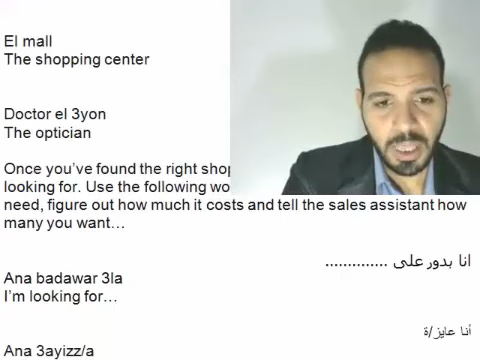 El mall
The shopping center
Doctor el 3yon
The optician
Once you've found the right shop
looking for. Use the following wo
need, figure out how much it costs and tell the sales assistant how
many you want…
انا بدور على ..............
Ana badawar 3la
I'm looking for…
أنا عايز/ة
Ana 3ayizz/a